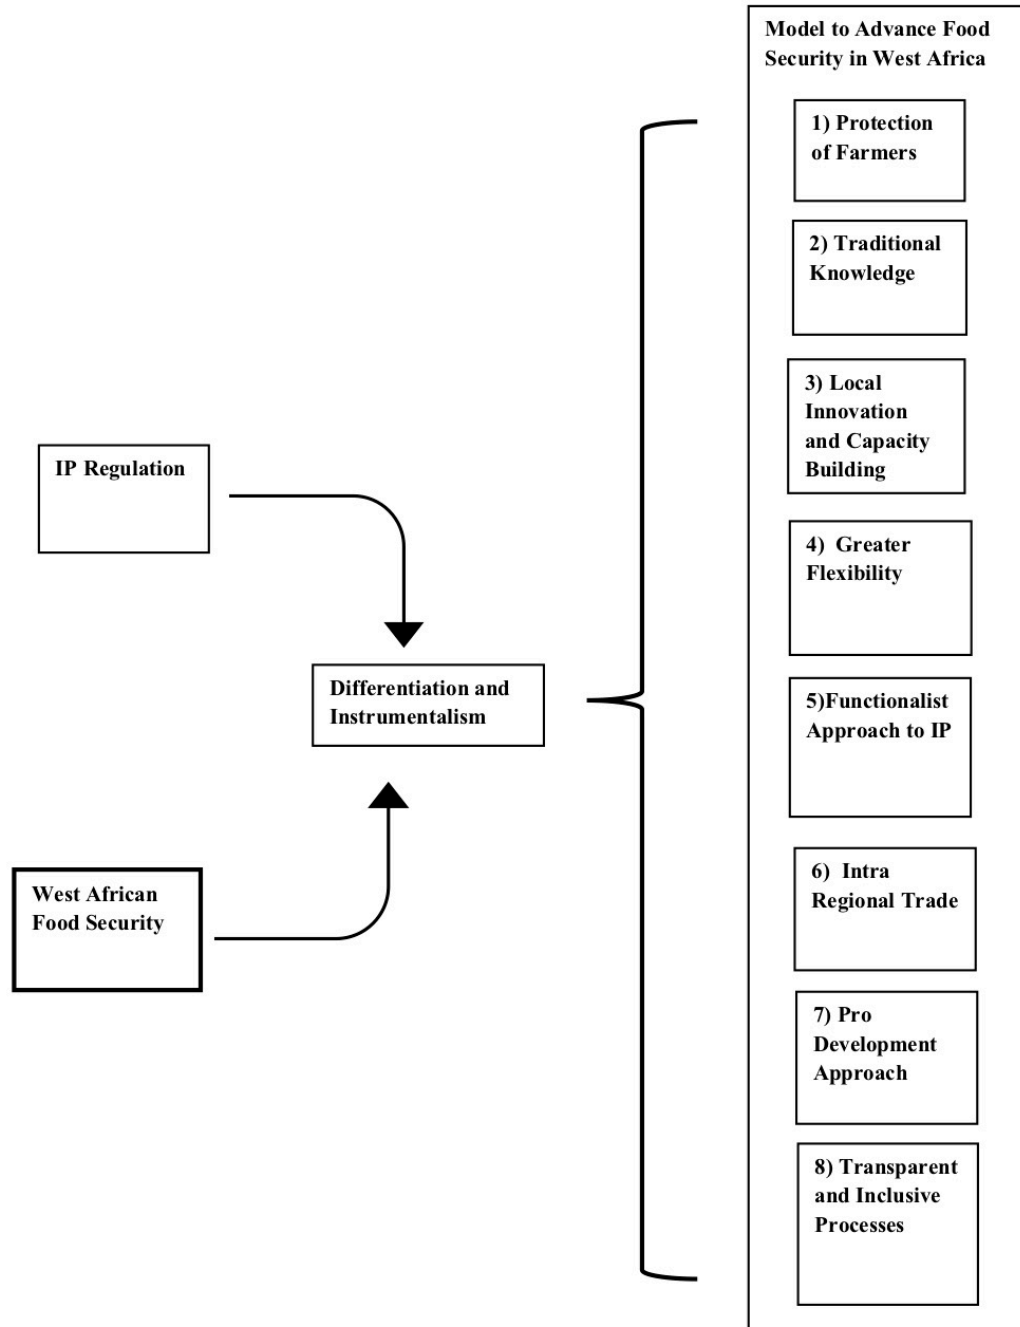 Model to Advance Food
Security in West Africa
1) Protection
of Farmers
2) Traditional
Knowledge
3) Local
Innovation
and Capacity
Building
IP Regulation
4) Greater
Flexibility
Differentiation and
Instrumentalism
5)Functionalist
Approach to IP
West African
Food Security
6) Intra
Regional Trade
7) Pro
Development
Approach
8) Transparent
and Inclusive
Processes